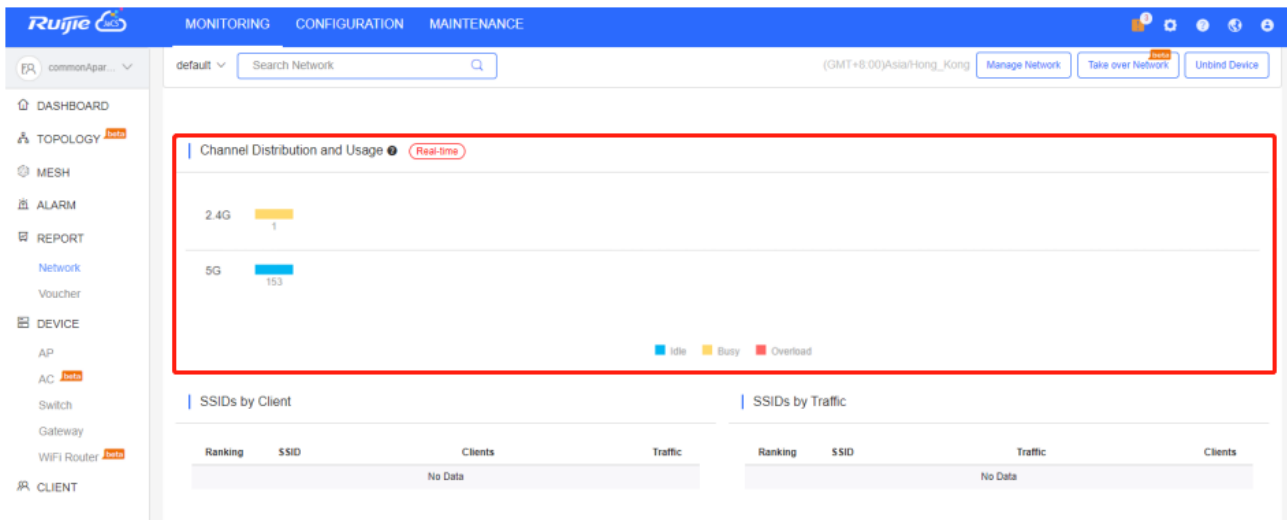 Ruijie JaCS MONITORING CONFIGURATION MAINTENANCE 3
commonApar... default Search Network (GMT+8:00)Asia/Hong_Kong Manage Network Take over Network beta Unbind Device
DASHBOARD
TOPOLOGY beta
MESH
ALARM
REPORT
Network
Voucher
DEVICE
AP
AC beta
Switch
Gateway
WiFi Router beta
CLIENT
Channel Distribution and Usage Real-time
2.4G
1
5G
153
Idle Busy Overload
SSIDs by Client
Ranking SSID Clients Traffic
No Data
SSIDs by Traffic
Ranking SSID Traffic Clients
No Data